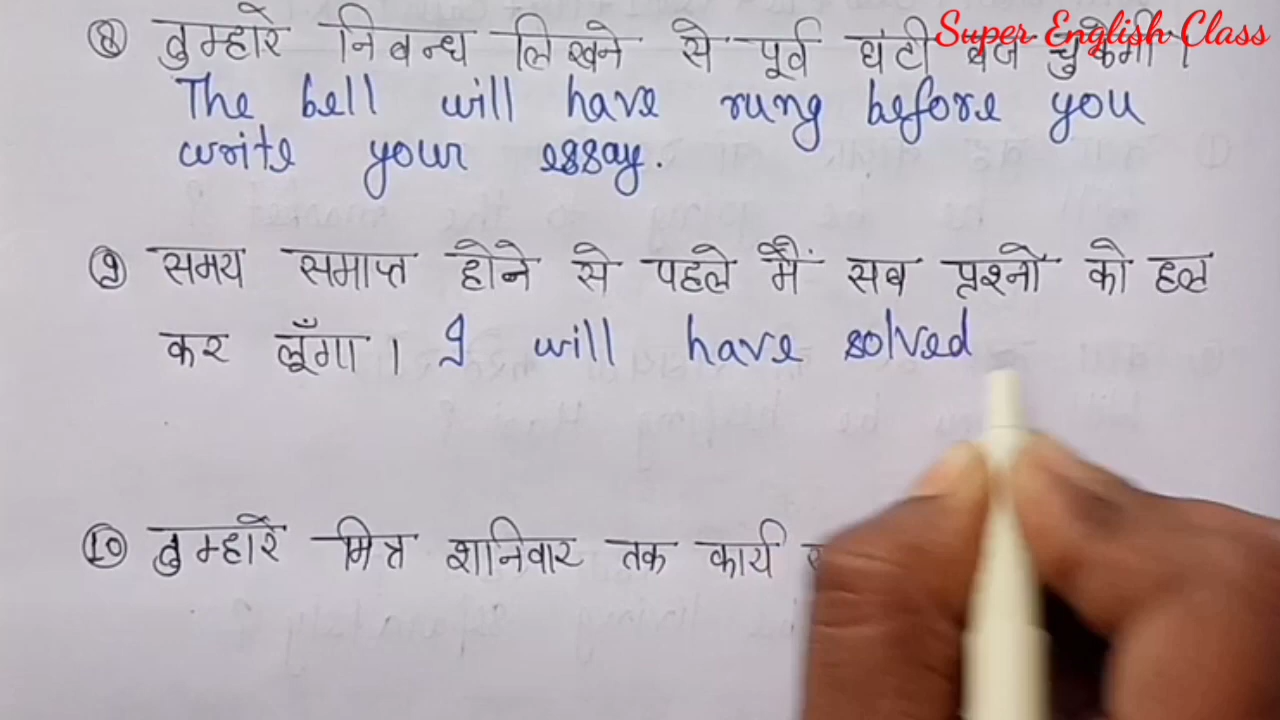 Super English Class
⑧ तुम्हारे निबन्ध लिखने से पूर्व घंटी बज चुकेगी।
The bell will have rung before you
write your essay.
⑨ समय समाप्त होने से पहले मैं सब प्रश्नों को हल
कर लूँगा। I will have solved
⑩ तुम्हारे मित्र शनिवार तक कार्य